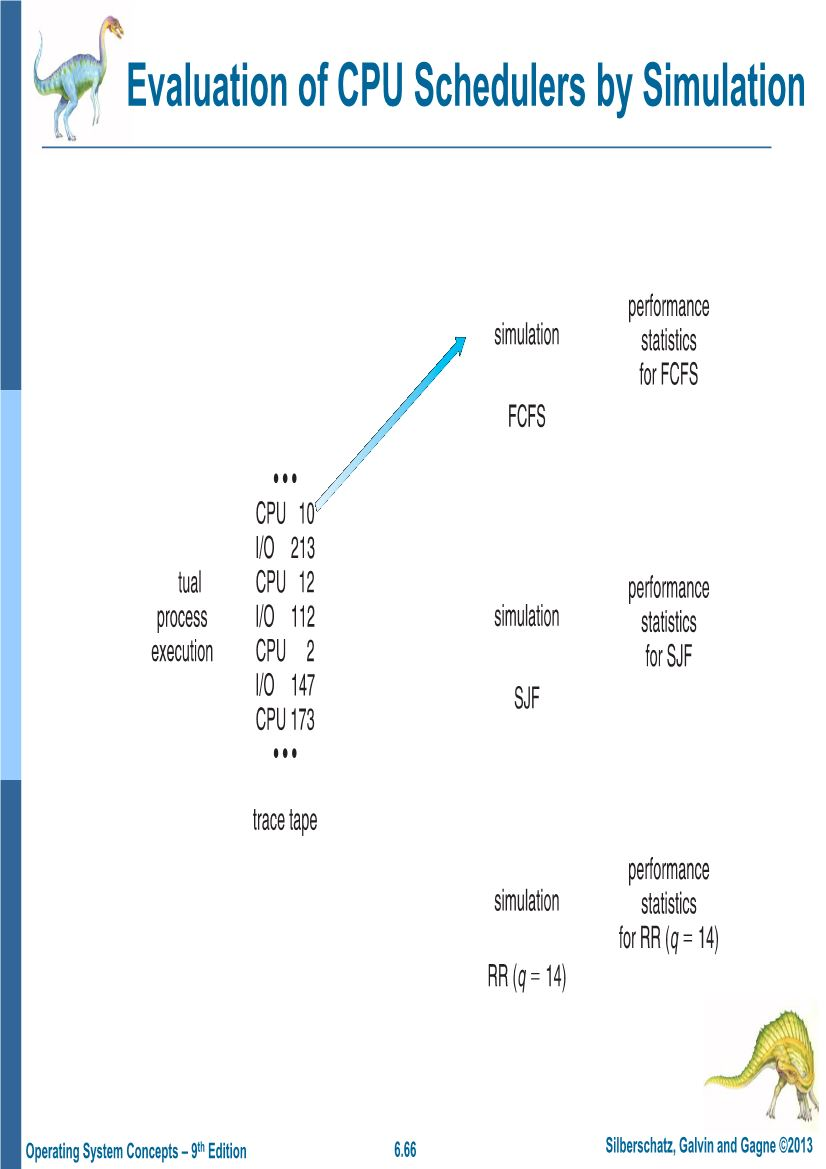 Evaluation of CPU Schedulers by Simulation
simulation
performance
statistics
for FCFS
FCFS
•••
CPU 10
I/O 213
CPU 12
I/O 112
CPU 2
I/O 147
CPU 173
•••
tual
process
execution
trace tape
simulation
performance
statistics
for SJF
SJF
simulation
performance
statistics
for RR (q = 14)
RR (q = 14)
Operating System Concepts – 9th Edition
6.66
Silberschatz, Galvin and Gagne ©2013